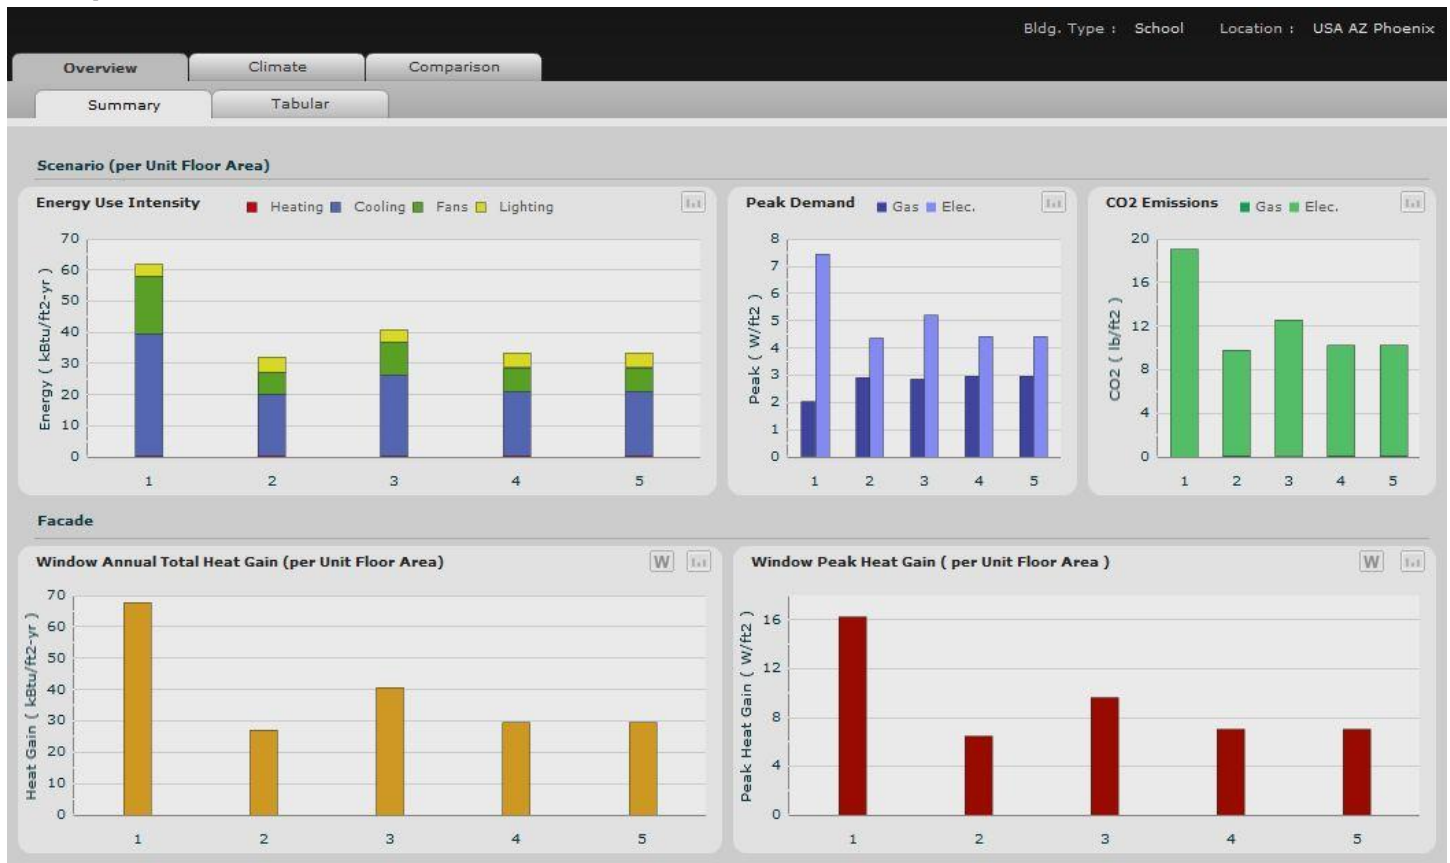 Bldg. Type : School Location : USA AZ Phoenix
Overview Climate Comparison
Summary Tabular
Scenario (per Unit Floor Area)
Energy Use Intensity Heating Cooling Fans Lighting
Energy ( kBtu/ft2-yr )
70
60
50
40
30
20
10
0
1 2 3 4 5
Peak Demand Gas Elec.
Peak ( W/ft2 )
8
7
6
5
4
3
2
1
0
1 2 3 4 5
CO2 Emissions Gas Elec.
CO2 ( lb/ft2 )
20
16
12
8
4
0
1 2 3 4 5
Facade
Window Annual Total Heat Gain (per Unit Floor Area) W
Heat Gain ( kBtu/ft2-yr )
70
60
50
40
30
20
10
0
1 2 3 4 5
Window Peak Heat Gain ( per Unit Floor Area ) W
Peak Heat Gain ( W/ft2 )
16
12
8
4
0
1 2 3 4 5